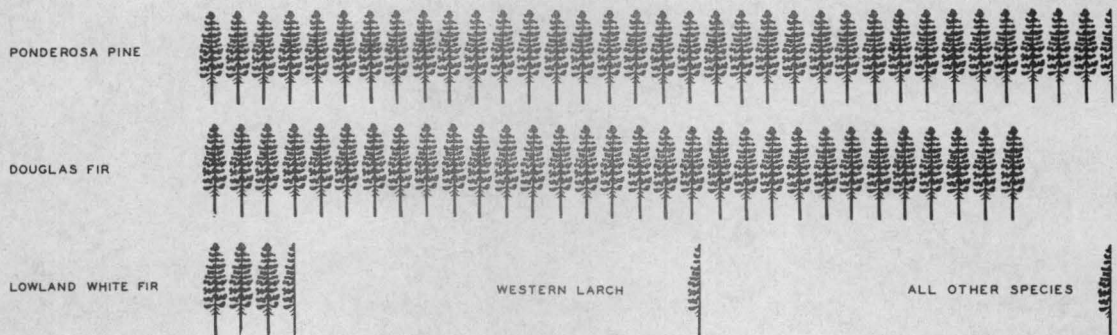 PONDEROSA PINE
DOUGLAS FIR
LOWLAND WHITE FIR
WESTERN LARCH
ALL OTHER SPECIES